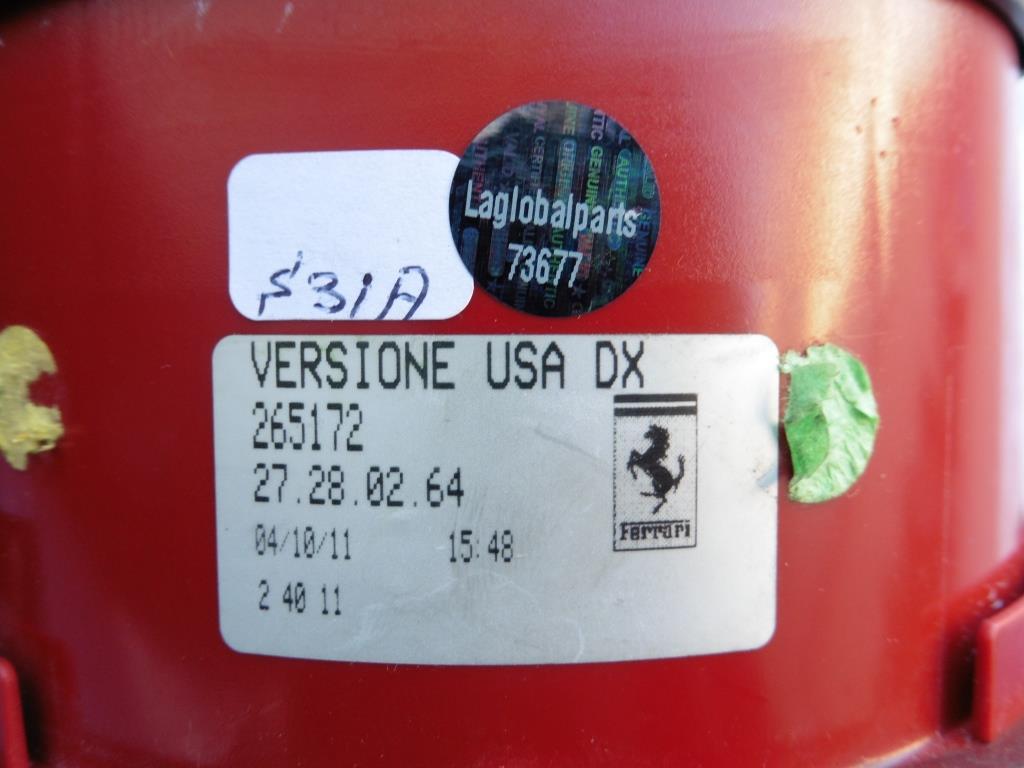 Laglobalparts
73677
VERSIONE USA DX
265172
27.28.02.64
Ferrari
04/10/11 15:48
2 40 11